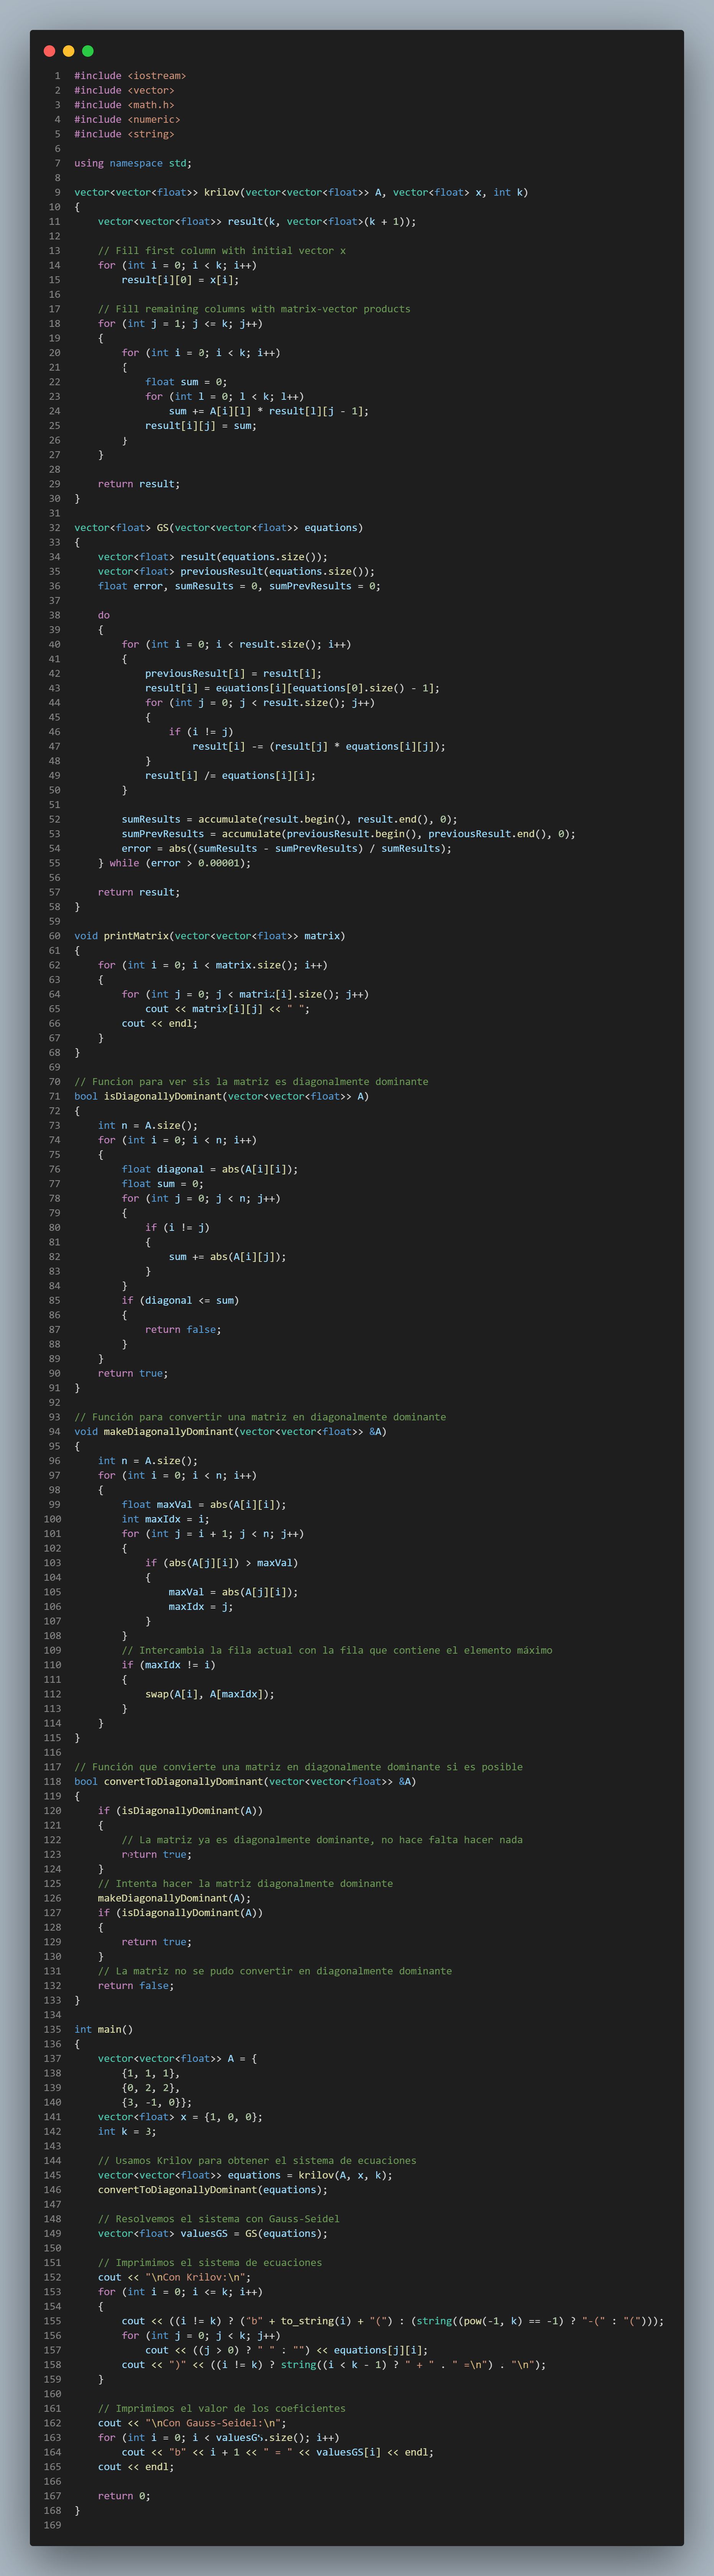 1 #include <iostream>
2 #include <vector>
3 #include <math.h>
4 #include <numeric>
5 #include <string>
6
7 using namespace std;
8
9 vector<vector<float>> krilov(vector<vector<float>> A, vector<float> x, int k)
10 {
11     vector<vector<float>> result(k, vector<float>(k + 1));
12
13     // Fill first column with initial vector x
14     for (int i = 0; i < k; i++)
15         result[i][0] = x[i];
16
17     // Fill remaining columns with matrix-vector products
18     for (int j = 1; j <= k; j++)
19     {
20         for (int i = 0; i < k; i++)
21         {
22             float sum = 0;
23             for (int l = 0; l < k; l++)
24                 sum += A[i][l] * result[l][j - 1];
25             result[i][j] = sum;
26         }
27     }
28
29     return result;
30 }
31
32 vector<float> GS(vector<vector<float>> equations)
33 {
34     vector<float> result(equations.size());
35     vector<float> previousResult(equations.size());
36     float error, sumResults = 0, sumPrevResults = 0;
37
38     do
39     {
40         for (int i = 0; i < result.size(); i++)
41         {
42             previousResult[i] = result[i];
43             result[i] = equations[i][equations[0].size() - 1];
44             for (int j = 0; j < result.size(); j++)
45             {
46                 if (i != j)
47                     result[i] -= (result[j] * equations[i][j]);
48             }
49             result[i] /= equations[i][i];
50         }
51
52         sumResults = accumulate(result.begin(), result.end(), 0);
53         sumPrevResults = accumulate(previousResult.begin(), previousResult.end(), 0);
54         error = abs((sumResults - sumPrevResults) / sumResults);
55     } while (error > 0.00001);
56
57     return result;
58 }
59
60 void printMatrix(vector<vector<float>> matrix)
61 {
62     for (int i = 0; i < matrix.size(); i++)
63     {
64         for (int j = 0; j < matrix[i].size(); j++)
65             cout << matrix[i][j] << " ";
66         cout << endl;
67     }
68 }
69
70 // Funcion para ver sis la matriz es diagonalmente dominante
71 bool isDiagonallyDominant(vector<vector<float>> A)
72 {
73     int n = A.size();
74     for (int i = 0; i < n; i++)
75     {
76         float diagonal = abs(A[i][i]);
77         float sum = 0;
78         for (int j = 0; j < n; j++)
79         {
80             if (i != j)
81             {
82                 sum += abs(A[i][j]);
83             }
84         }
85         if (diagonal <= sum)
86         {
87             return false;
88         }
89     }
90     return true;
91 }
92
93 // Función para convertir una matriz en diagonalmente dominante
94 void makeDiagonallyDominant(vector<vector<float>> &A)
95 {
96     int n = A.size();
97     for (int i = 0; i < n; i++)
98     {
99         float maxVal = abs(A[i][i]);
100         int maxIdx = i;
101         for (int j = i + 1; j < n; j++)
102         {
103             if (abs(A[j][i]) > maxVal)
104             {
105                 maxVal = abs(A[j][i]);
106                 maxIdx = j;
107             }
108         }
109         // Intercambia la fila actual con la fila que contiene el elemento máximo
110         if (maxIdx != i)
111         {
112             swap(A[i], A[maxIdx]);
113         }
114     }
115 }
116
117 // Función que convierte una matriz en diagonalmente dominante si es posible
118 bool convertToDiagonallyDominant(vector<vector<float>> &A)
119 {
120     if (isDiagonallyDominant(A))
121     {
122         // La matriz ya es diagonalmente dominante, no hace falta hacer nada
123         return true;
124     }
125     // Intenta hacer la matriz diagonalmente dominante
126     makeDiagonallyDominant(A);
127     if (isDiagonallyDominant(A))
128     {
129         return true;
130     }
131     // La matriz no se pudo convertir en diagonalmente dominante
132     return false;
133 }
134
135 int main()
136 {
137     vector<vector<float>> A = {
138         {1, 1, 1},
139         {0, 2, 2},
140         {3, -1, 0}};
141     vector<float> x = {1, 0, 0};
142     int k = 3;
143
144     // Usamos Krilov para obtener el sistema de ecuaciones
145     vector<vector<float>> equations = krilov(A, x, k);
146     convertToDiagonallyDominant(equations);
147
148     // Resolvemos el sistema con Gauss-Seidel
149     vector<float> valuesGS = GS(equations);
150
151     // Imprimimos el sistema de ecuaciones
152     cout << "\nCon Krilov:\n";
153     for (int i = 0; i <= k; i++)
154     {
155         cout << ((i != k) ? ("b" + to_string(i) + "(") : (string((pow(-1, k) == -1) ? "-(" : "(")));
156         for (int j = 0; j < k; j++)
157             cout << ((j > 0) ? " " : "") << equations[j][i];
158         cout << ")" << ((i != k) ? string((i < k - 1) ? " + " : " =\n") : "\n");
159     }
160
161     // Imprimimos el valor de los coeficientes
162     cout << "\nCon Gauss-Seidel:\n";
163     for (int i = 0; i < valuesGS.size(); i++)
164         cout << "b" << i + 1 << " = " << valuesGS[i] << endl;
165     cout << endl;
166
167     return 0;
168 }
169